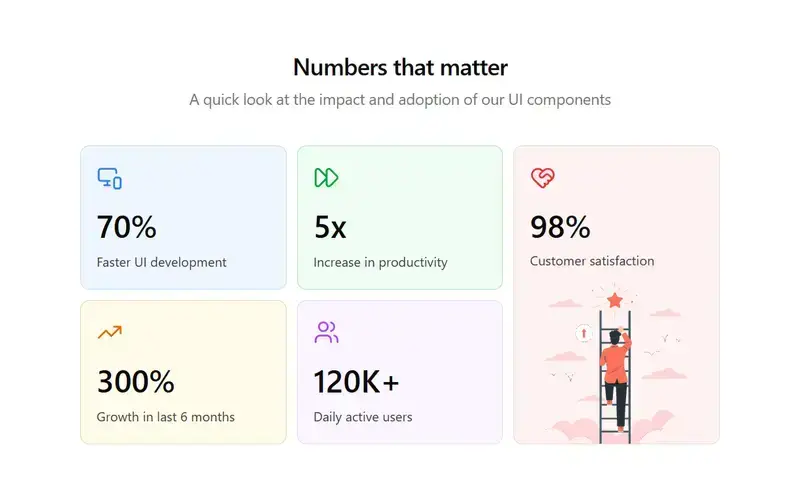 Numbers that matter
A quick look at the impact and adoption of our UI components
70%
Faster UI development
5x
Increase in productivity
98%
Customer satisfaction
300%
Growth in last 6 months
120K+
Daily active users